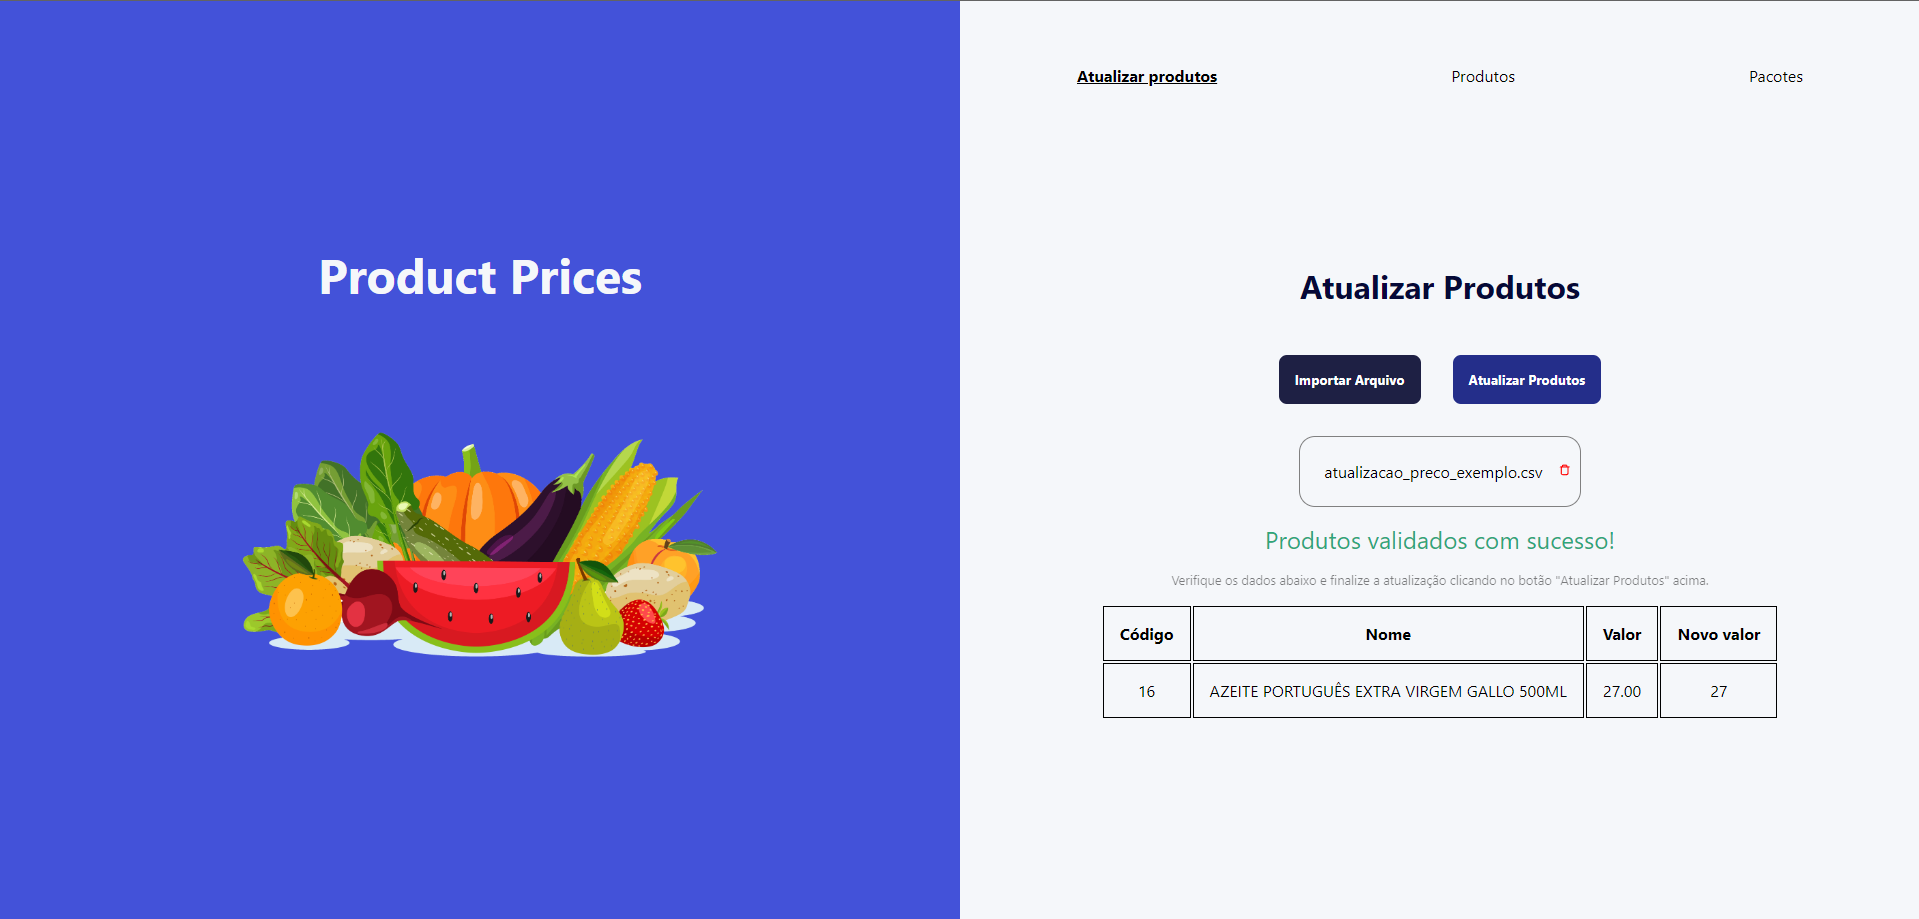 Product Prices
Atualizar produtos
Produtos
Pacotes
Atualizar Produtos
Importar Arquivo
Atualizar Produtos
atualizacao_preco_exemplo.csv
Produtos validados com sucesso!
Verifique os dados abaixo e finalize a atualização clicando no botão "Atualizar Produtos" acima.
Código Nome Valor Novo valor
16 AZEITE PORTUGUÊS EXTRA VIRGEM GALLO 500ML 27.00 27